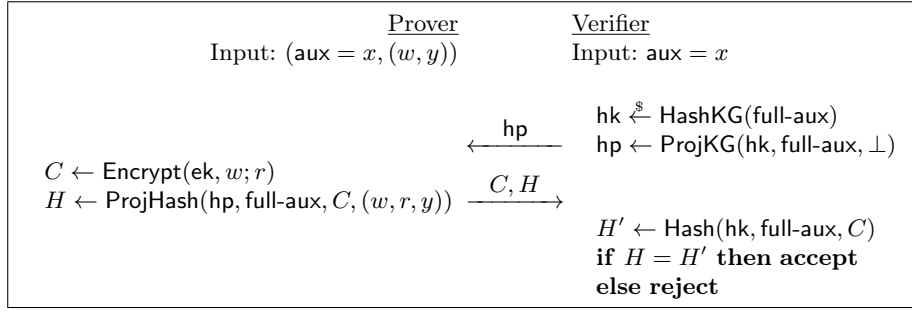 Prover Verifier
Input: (aux = x, (w, y)) Input: aux = x
hk ←$ HashKG(full-aux)
hp
hp ← ProjKG(hk, full-aux, ⊥)
C ← Encrypt(ek, w; r)
H ← ProjHash(hp, full-aux, C, (w, r, y)) C, H
H′ ← Hash(hk, full-aux, C)
if H = H′ then accept
else reject